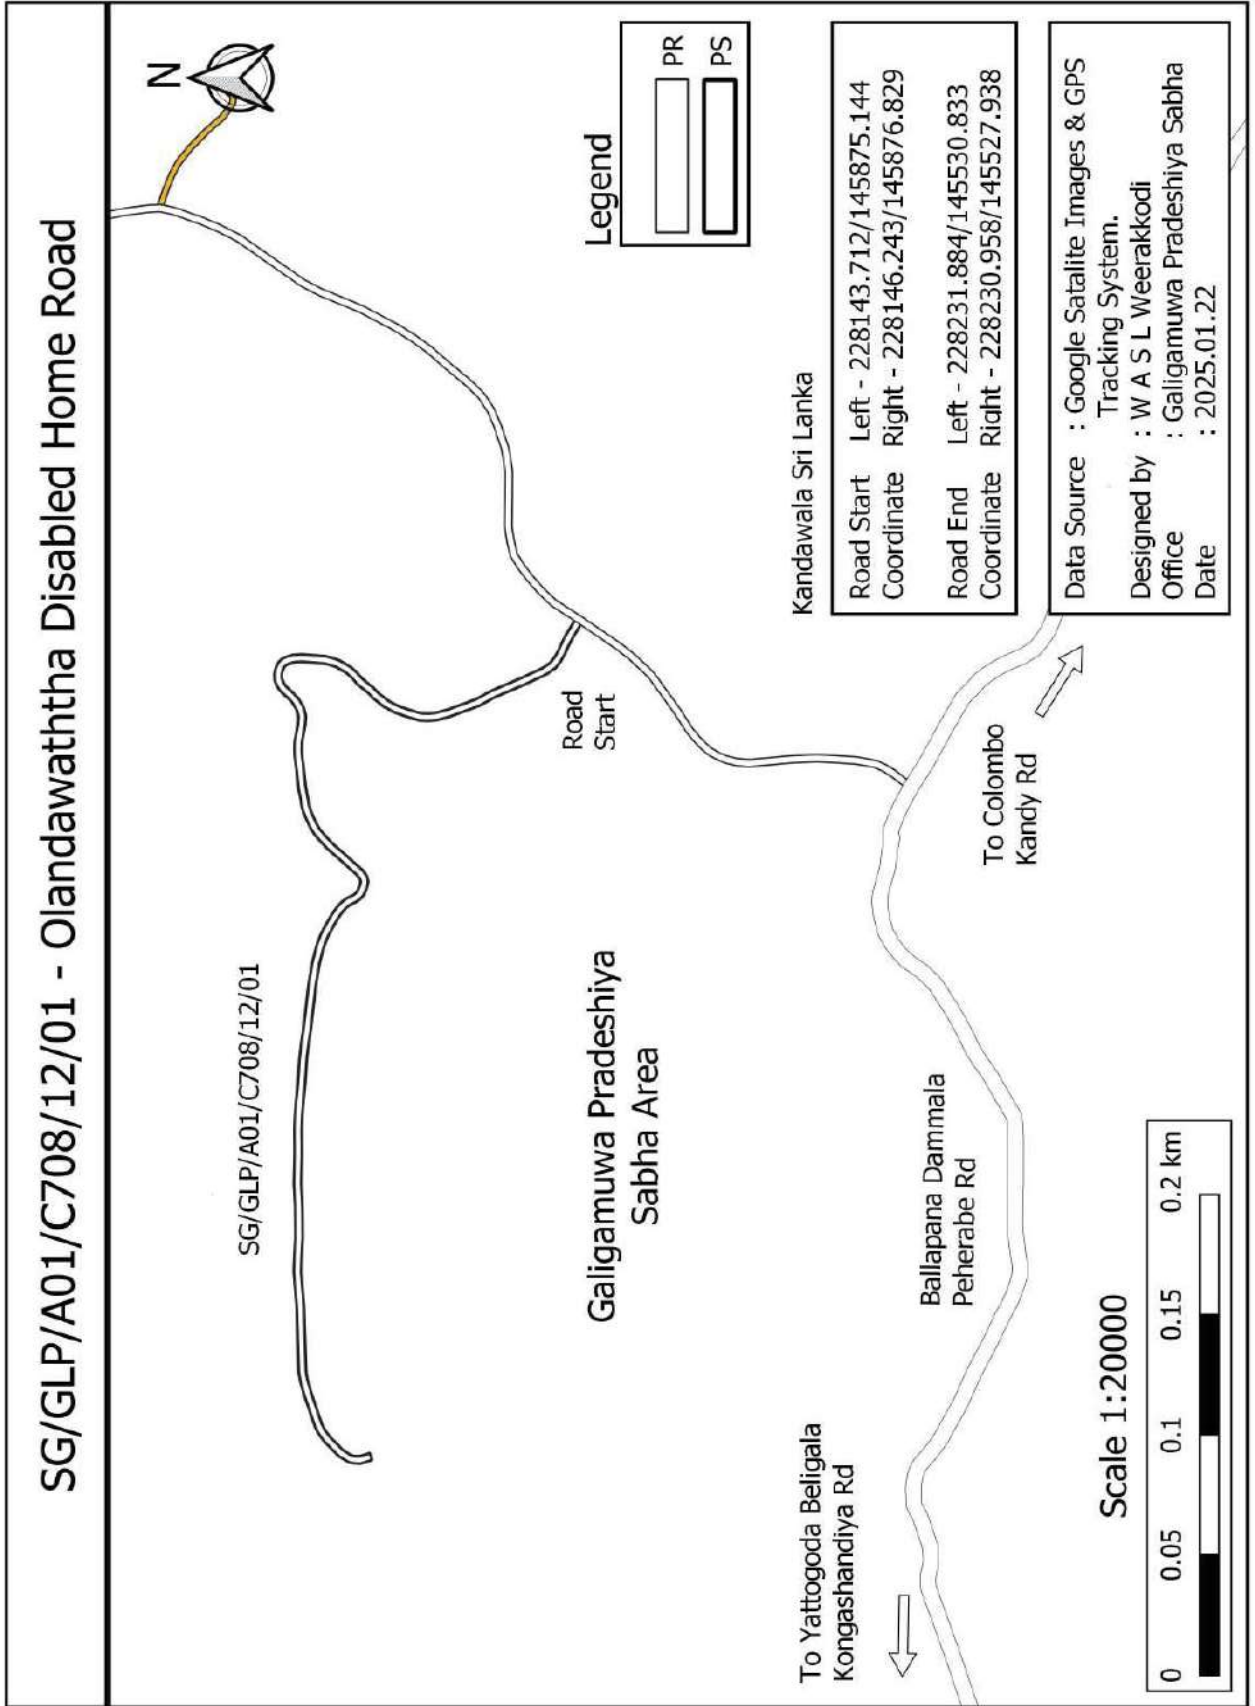 SG/GLP/A01/C708/12/01 - Olandawaththa Disabled Home Road
N
SG/GLP/A01/C708/12/01
Legend
PR
PS
Road
Start
Galigamuwa Pradeshiya
Sabha Area
Kandawala Sri Lanka
Road Start Left - 228143.712/145875.144
Coordinate Right - 228146.243/145876.829
Road End Left - 228231.884/145530.833
Coordinate Right - 228230.958/145527.938
To Yattogoda Beligala
Kongashandiya Rd
Ballapana Dammala
Peherabe Rd
To Colombo
Kandy Rd
Data Source : Google Satalite Images & GPS
Tracking System.
Designed by : W A S L Weerakkodi
Office : Galigamuwa Pradeshiya Sabha
Date : 2025.01.22
Scale 1:20000
0 0.05 0.1 0.15 0.2 km